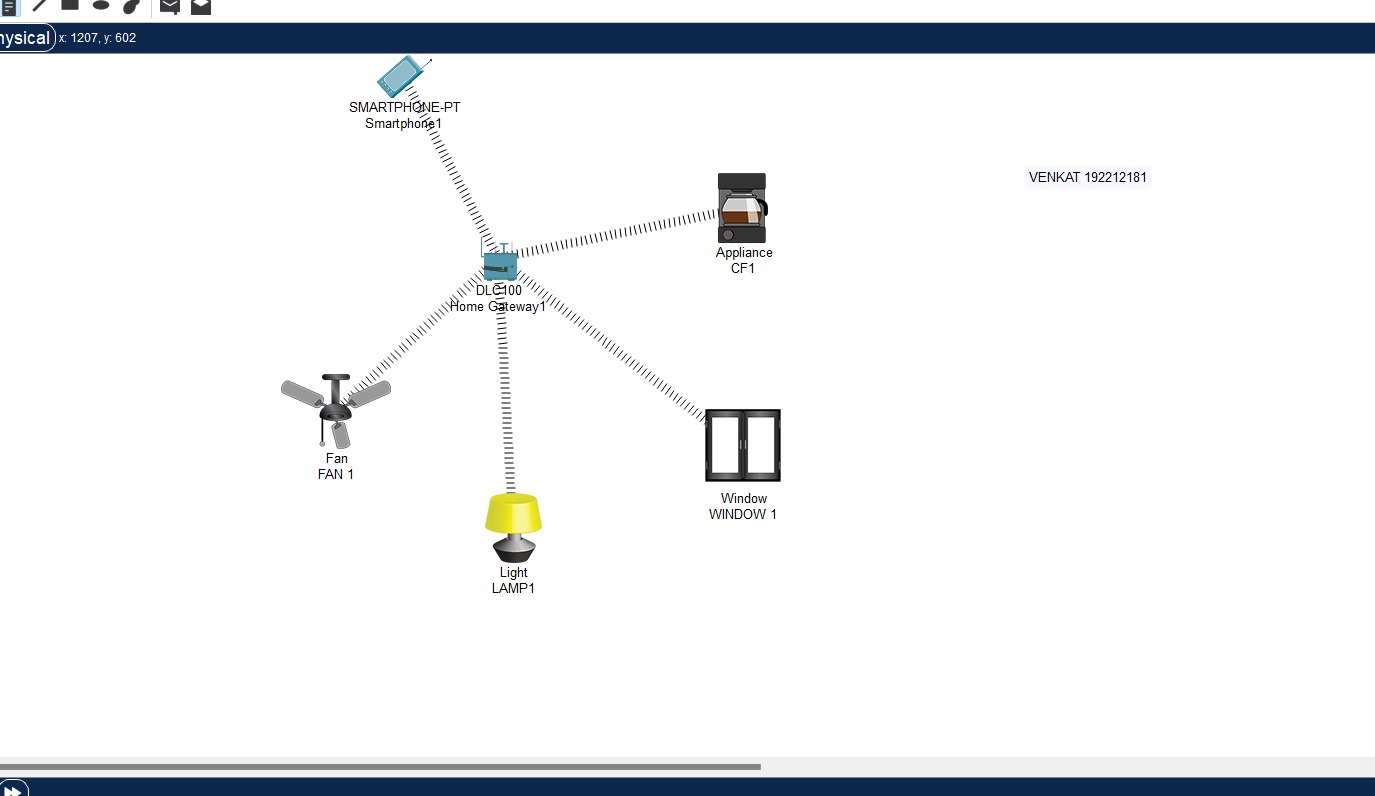 hysical x: 1207, y: 602
SMARTPHONE-PT
Smartphone1
VENKAT 192212181
Appliance
CF1
DLC100
Home Gateway1
Fan
FAN 1
Window
WINDOW 1
Light
LAMP1